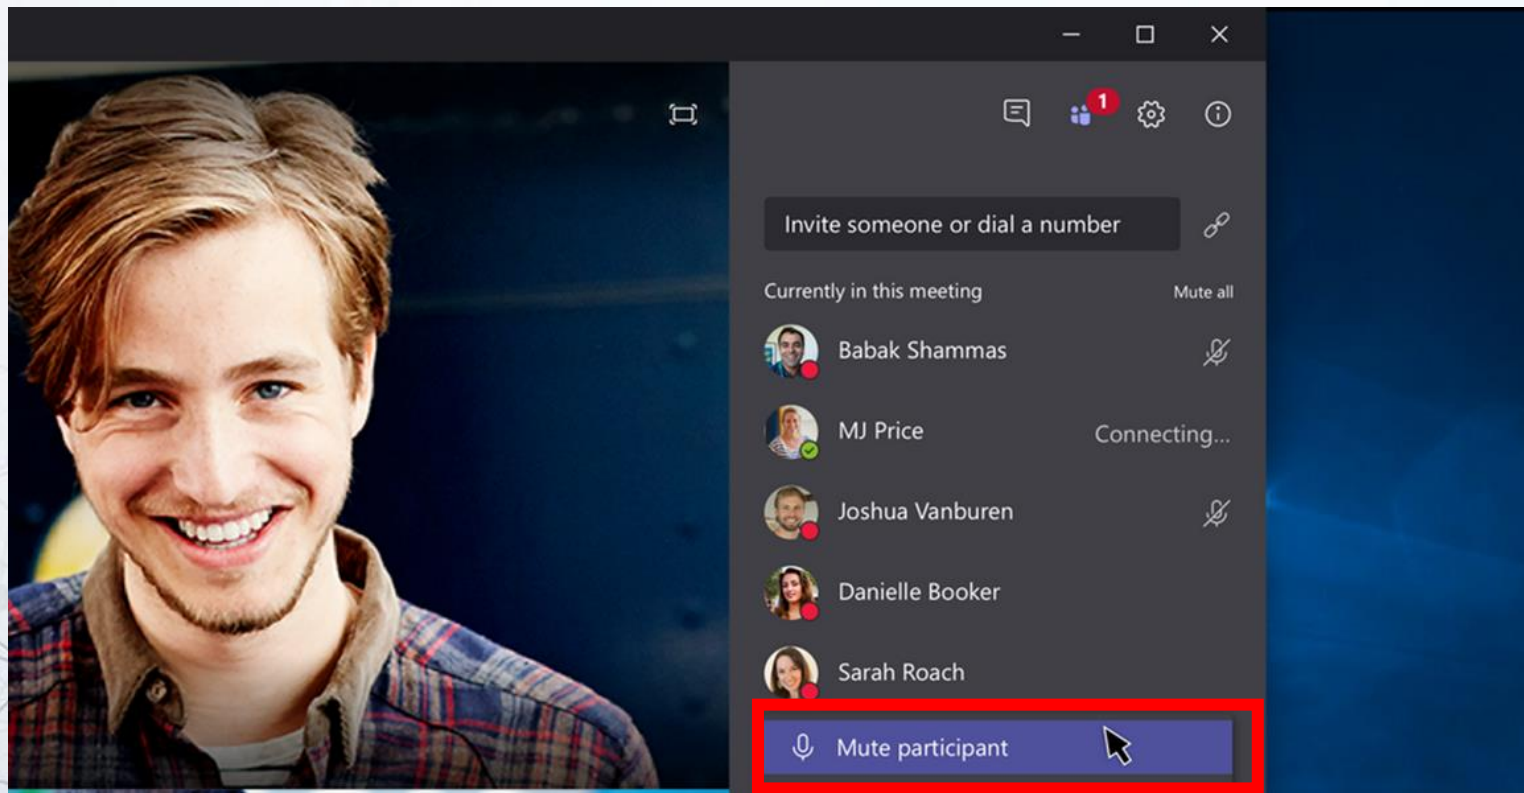 1
Invite someone or dial a number
Currently in this meeting Mute all
Babak Shammas
MJ Price Connecting...
Joshua Vanburen
Danielle Booker
Sarah Roach
Mute participant